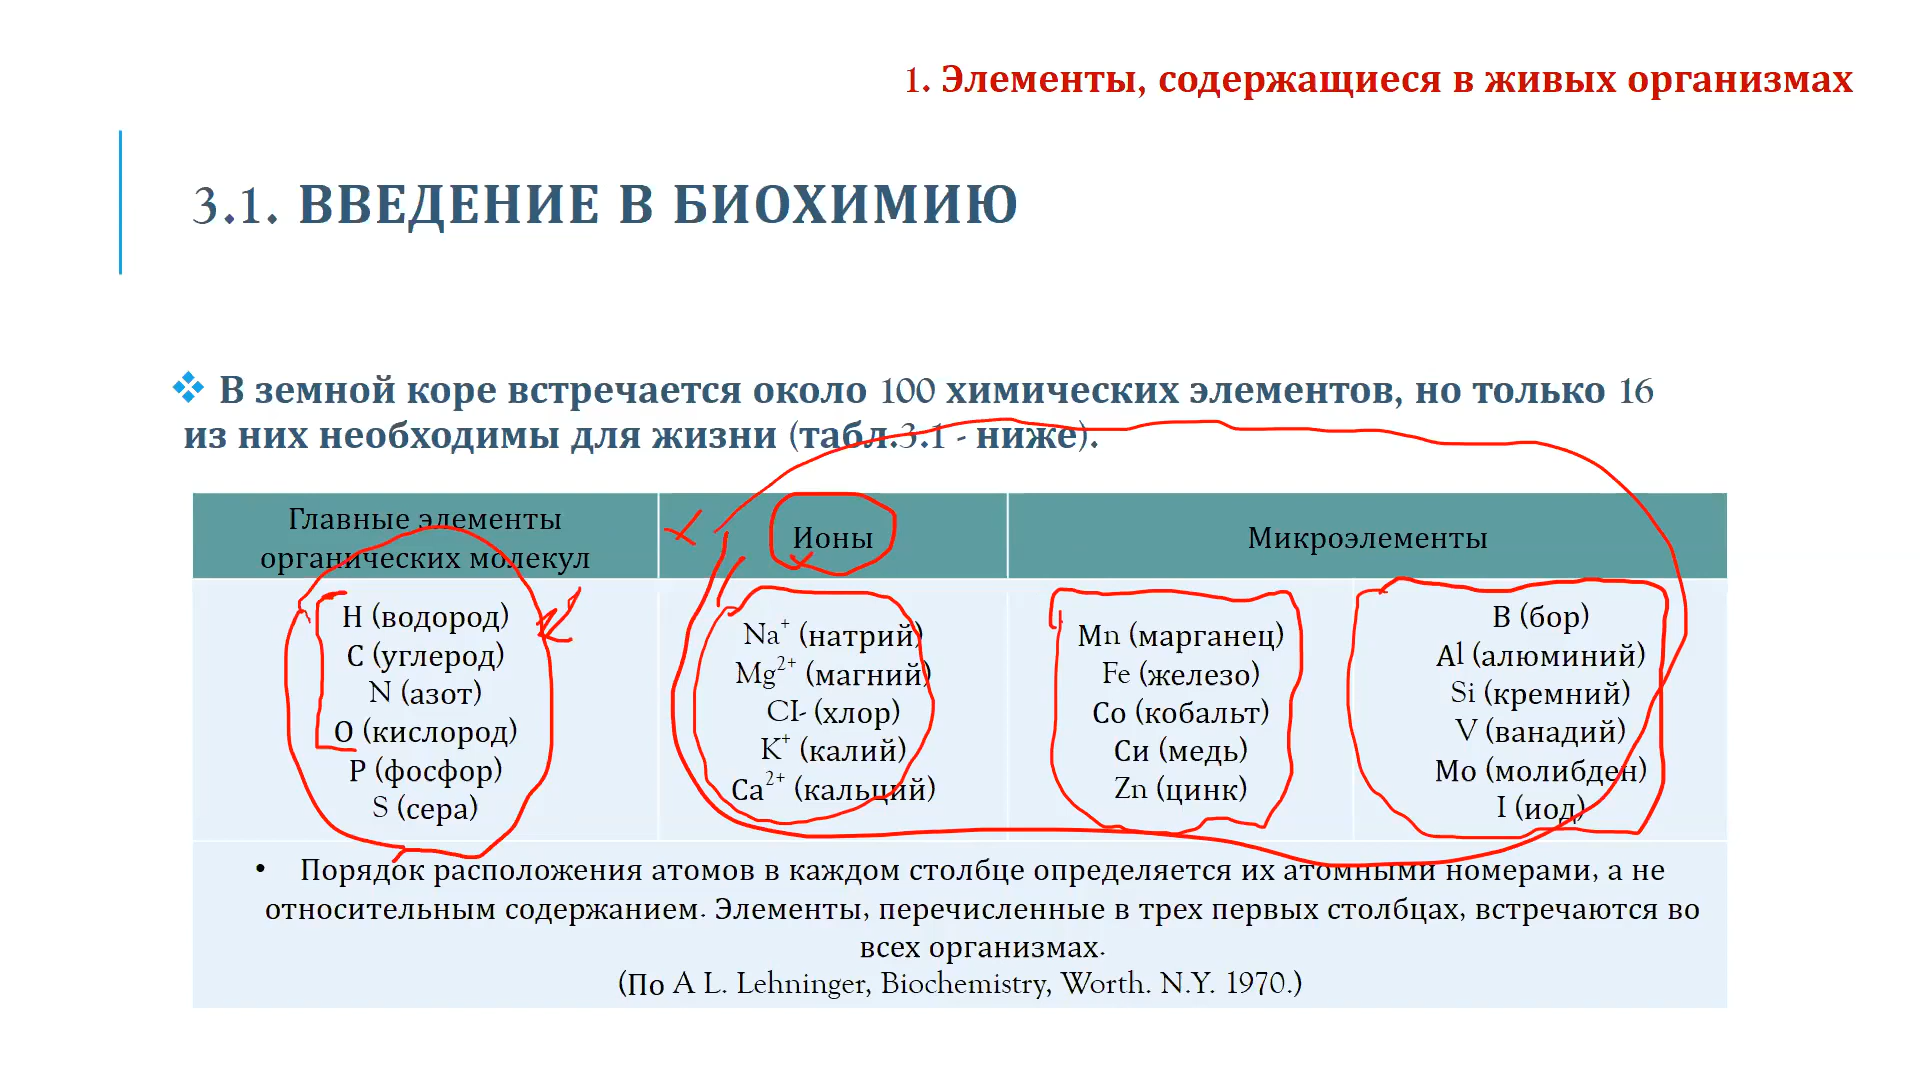 1. Элементы, содержащиеся в живых организмах
3.1. ВВЕДЕНИЕ В БИОХИМИЮ
В земной коре встречается около 100 химических элементов, но только 16
из них необходимы для жизни (табл.3.1 - ниже).
Главные элементы
органических молекул
Ионы
Микроэлементы
H (водород)
C (углерод)
N (азот)
O (кислород)
P (фосфор)
S (сера)
Na⁺ (натрий)
Mg²⁺ (магний)
CI- (хлор)
K⁺ (калий)
Ca²⁺ (кальций)
Mn (марганец)
Fe (железо)
Co (кобальт)
Си (медь)
Zn (цинк)
B (бор)
Al (алюминий)
Si (кремний)
V (ванадий)
Mo (молибден)
I (иод)
• Порядок расположения атомов в каждом столбце определяется их атомными номерами, а не
относительным содержанием. Элементы, перечисленные в трех первых столбцах, встречаются во
всех организмах.
(По A L. Lehninger, Biochemistry, Worth. N.Y. 1970.)